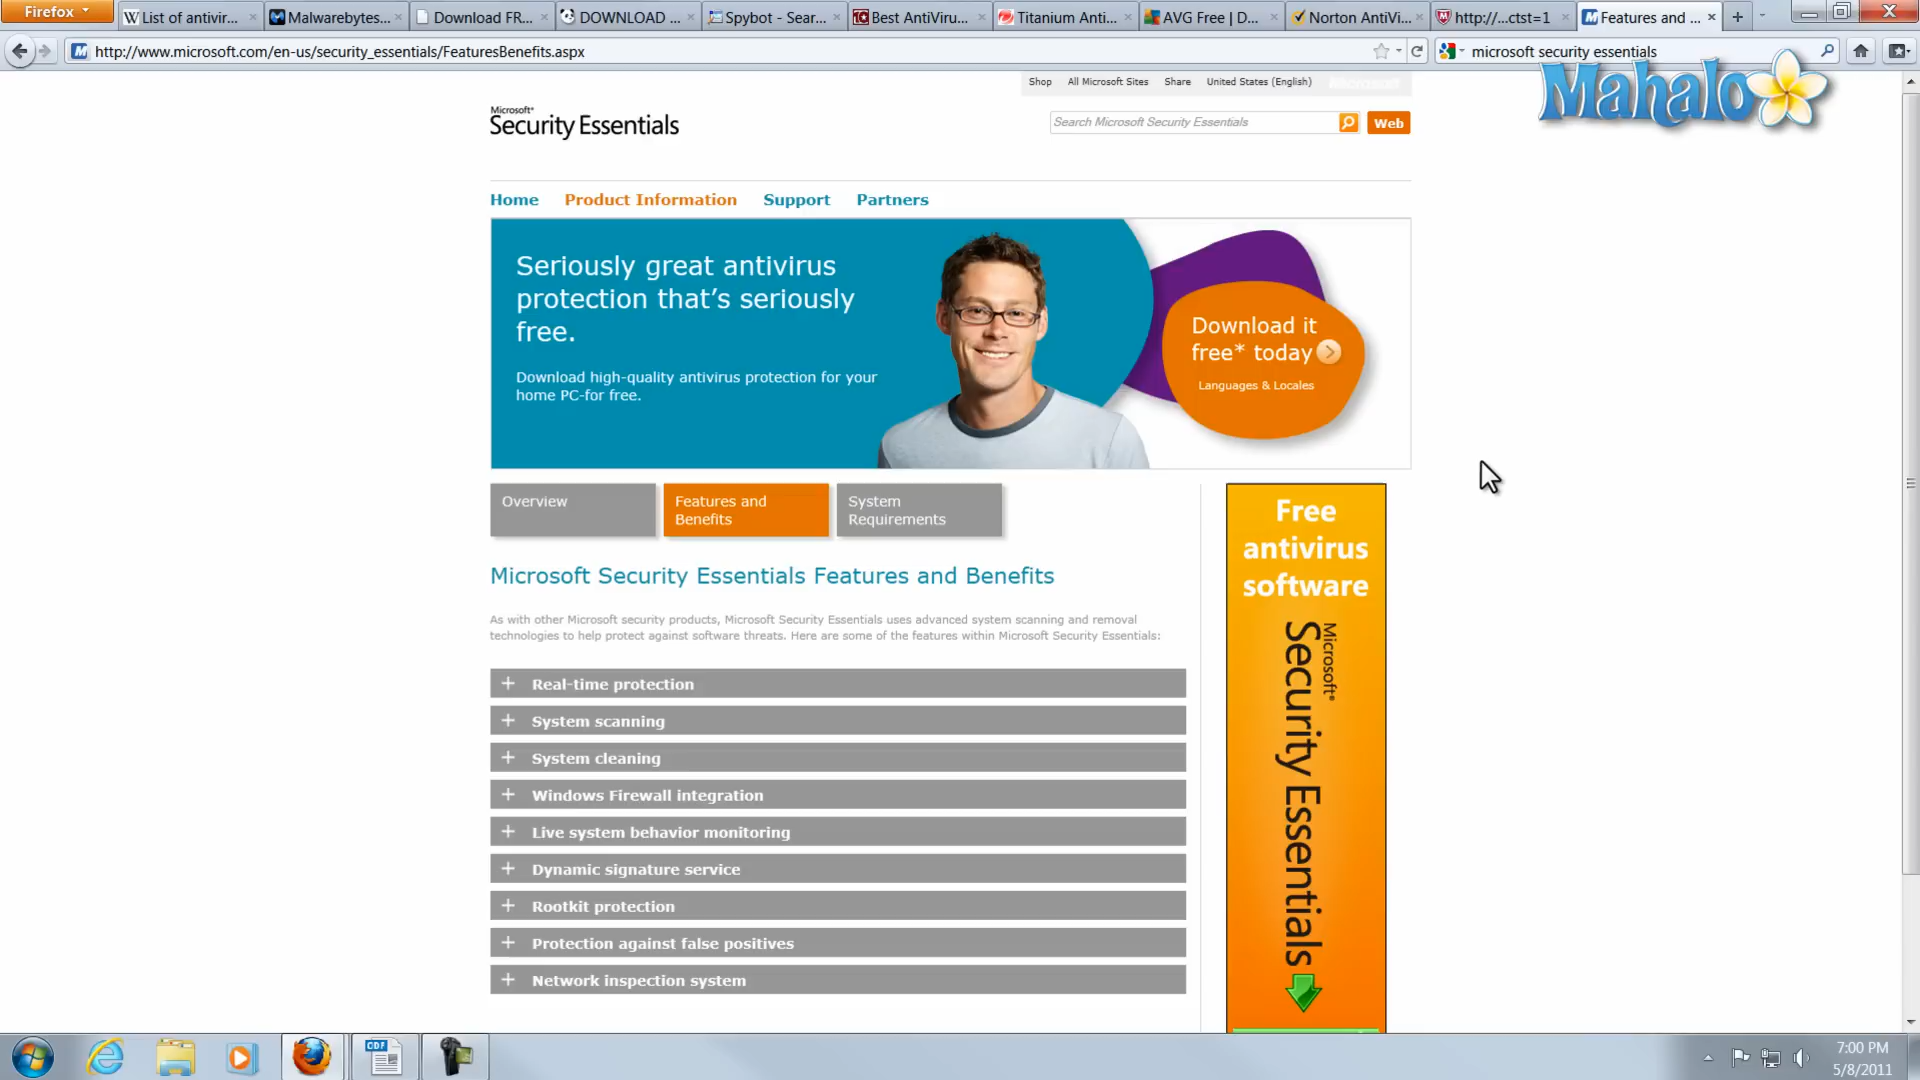 Firefox
List of antivir...
Malwarebytes...
Download FR...
DOWNLOAD ...
Spybot - Sear...
Best AntiViru...
Titanium Anti...
AVG Free | D...
Norton AntiVi...
http://...ctst=1
Features and ...
http://www.microsoft.com/en-us/security_essentials/FeaturesBenefits.aspx
microsoft security essentials
Mahalo
Shop All Microsoft Sites Share United States (English) Microsoft
Microsoft®
Security Essentials
Search Microsoft Security Essentials
Web
Home Product Information Support Partners
Seriously great antivirus
protection that's seriously
free.
Download high-quality antivirus protection for your
home PC-for free.
Download it
free* today
Languages & Locales
Overview
Features and
Benefits
System
Requirements
Microsoft Security Essentials Features and Benefits
As with other Microsoft security products, Microsoft Security Essentials uses advanced system scanning and removal
technologies to help protect against software threats. Here are some of the features within Microsoft Security Essentials:
+ Real-time protection
+ System scanning
+ System cleaning
+ Windows Firewall integration
+ Live system behavior monitoring
+ Dynamic signature service
+ Rootkit protection
+ Protection against false positives
+ Network inspection system
Free
antivirus
software
Microsoft®
Security Essentials
CDF
7:00 PM
5/8/2011